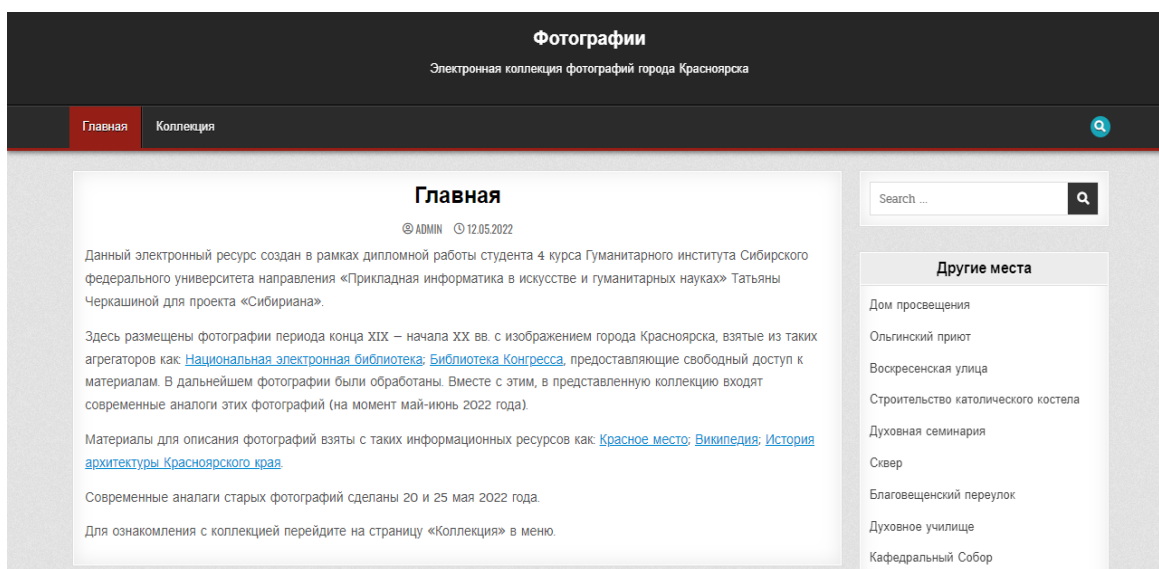 Фотографии
Электронная коллекция фотографий города Красноярска
Главная
Коллекция
Главная
ADMIN 12.05.2022
Данный электронный ресурс создан в рамках дипломной работы студента 4 курса Гуманитарного института Сибирского
федерального университета направления «Прикладная информатика в искусстве и гуманитарных науках» Татьяны
Черкашиной для проекта «Сибириана».
Здесь размещены фотографии периода конца XIX – начала XX вв. с изображением города Красноярска, взятые из таких
агрегаторов как: Национальная электронная библиотека; Библиотека Конгресса, предоставляющие свободный доступ к
материалам. В дальнейшем фотографии были обработаны. Вместе с этим, в представленную коллекцию входят
современные аналоги этих фотографий (на момент май-июнь 2022 года).
Материалы для описания фотографий взяты с таких информационных ресурсов как: Красное место; Википедия; История
архитектуры Красноярского края.
Современные аналаги старых фотографий сделаны 20 и 25 мая 2022 года.
Для ознакомления с коллекцией перейдите на страницу «Коллекция» в меню.
Search ...
Другие места
Дом просвещения
Ольгинский приют
Воскресенская улица
Строительство католического костела
Духовная семинария
Сквер
Благовещенский переулок
Духовное училище
Кафедральный Собор